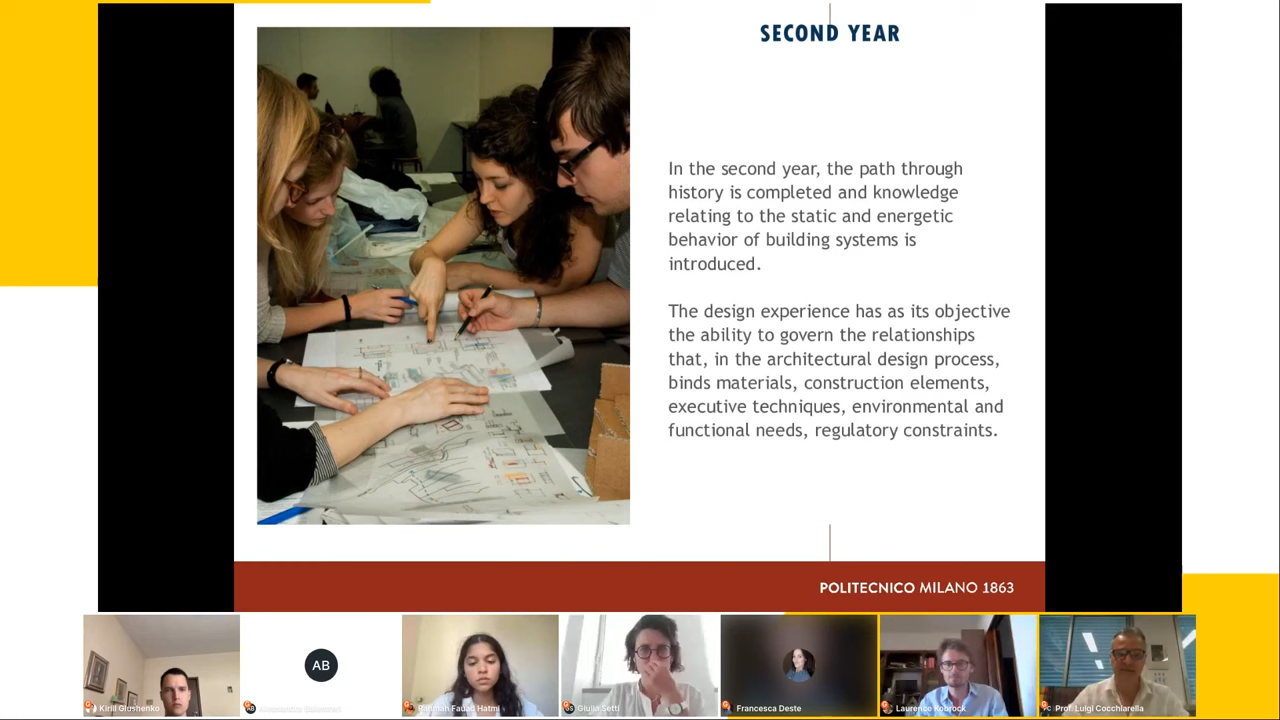 SECOND YEAR
In the second year, the path through
history is completed and knowledge
relating to the static and energetic
behavior of building systems is
introduced.
The design experience has as its objective
the ability to govern the relationships
that, in the architectural design process,
binds materials, construction elements,
executive techniques, environmental and
functional needs, regulatory constraints.
POLITECNICO MILANO 1863
AB
Kirill Glushenko
Fauad Hatmi
Giulia Setti
Francesca Deste
Laurence Kobrock
Prof. Luigi Cocchiarella